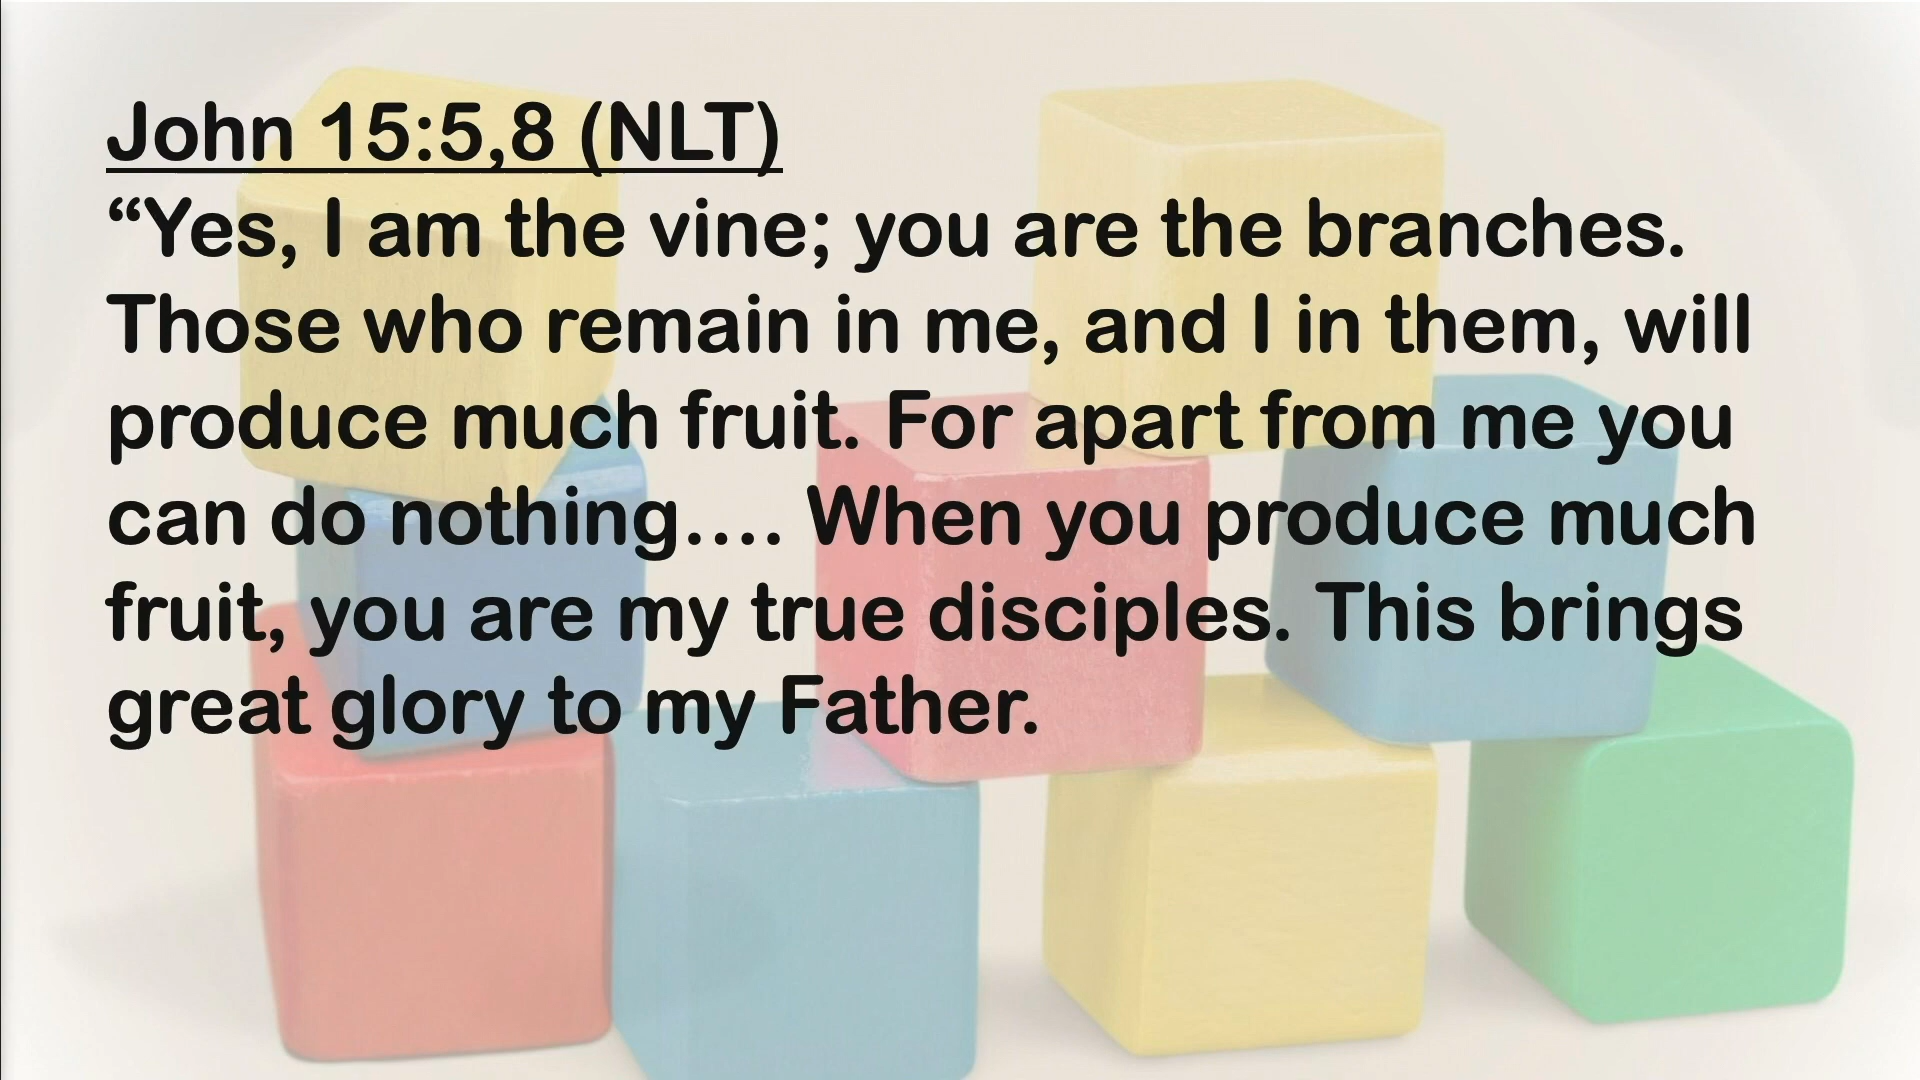 John 15:5,8 (NLT)
“Yes, I am the vine; you are the branches.
Those who remain in me, and I in them, will
produce much fruit. For apart from me you
can do nothing…. When you produce much
fruit, you are my true disciples. This brings
great glory to my Father.